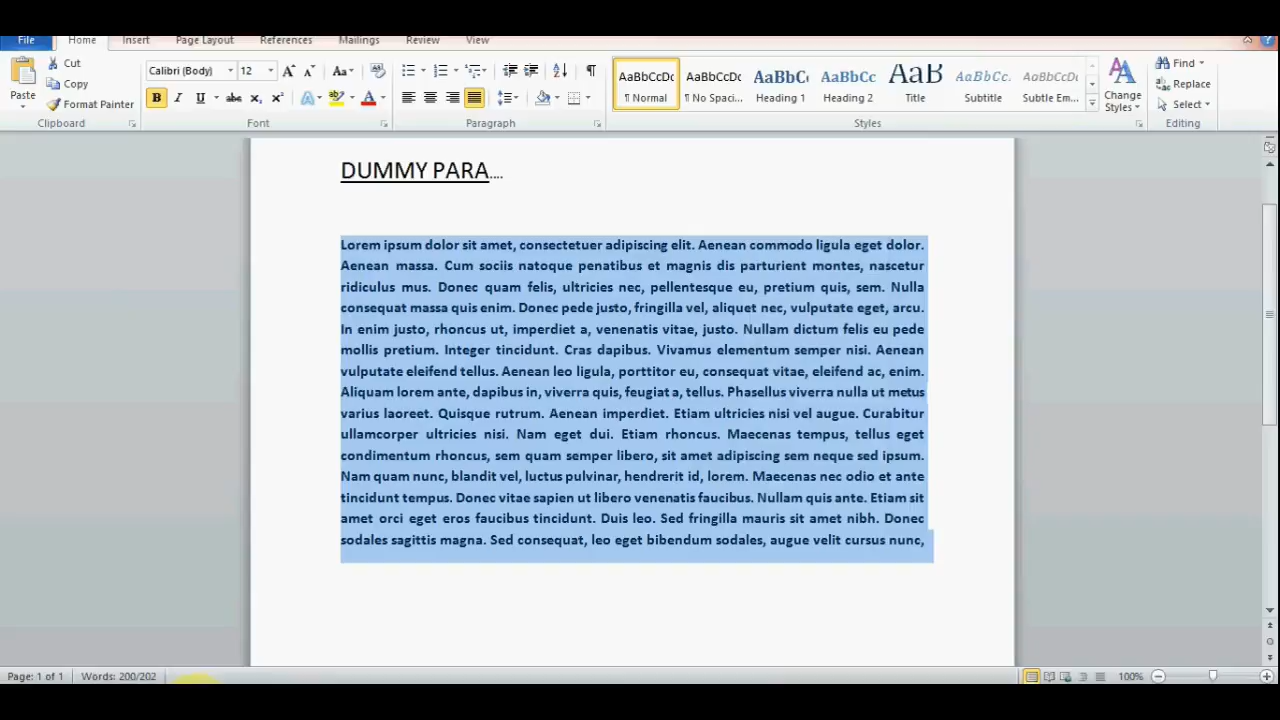 File Home Insert Page Layout References Mailings Review View
Cut
Copy
Format Painter
Paste
Clipboard
Calibri (Body) 12
Font
Paragraph
AaBbCcDc AaBbCcDc AaBbC AaBbCc AaB AaBbCc. AaBbCcDc
¶ Normal ¶ No Spaci... Heading 1 Heading 2 Title Subtitle Subtle Em...
Styles
Change
Styles
Find
Replace
Select
Editing
DUMMY PARA....
Lorem ipsum dolor sit amet, consectetuer adipiscing elit. Aenean commodo ligula eget dolor.
Aenean massa. Cum sociis natoque penatibus et magnis dis parturient montes, nascetur
ridiculus mus. Donec quam felis, ultricies nec, pellentesque eu, pretium quis, sem. Nulla
consequat massa quis enim. Donec pede justo, fringilla vel, aliquet nec, vulputate eget, arcu.
In enim justo, rhoncus ut, imperdiet a, venenatis vitae, justo. Nullam dictum felis eu pede
mollis pretium. Integer tincidunt. Cras dapibus. Vivamus elementum semper nisi. Aenean
vulputate eleifend tellus. Aenean leo ligula, porttitor eu, consequat vitae, eleifend ac, enim.
Aliquam lorem ante, dapibus in, viverra quis, feugiat a, tellus. Phasellus viverra nulla ut metus
varius laoreet. Quisque rutrum. Aenean imperdiet. Etiam ultricies nisi vel augue. Curabitur
ullamcorper ultricies nisi. Nam eget dui. Etiam rhoncus. Maecenas tempus, tellus eget
condimentum rhoncus, sem quam semper libero, sit amet adipiscing sem neque sed ipsum.
Nam quam nunc, blandit vel, luctus pulvinar, hendrerit id, lorem. Maecenas nec odio et ante
tincidunt tempus. Donec vitae sapien ut libero venenatis faucibus. Nullam quis ante. Etiam sit
amet orci eget eros faucibus tincidunt. Duis leo. Sed fringilla mauris sit amet nibh. Donec
sodales sagittis magna. Sed consequat, leo eget bibendum sodales, augue velit cursus nunc,
Page: 1 of 1 Words: 200/202 100%